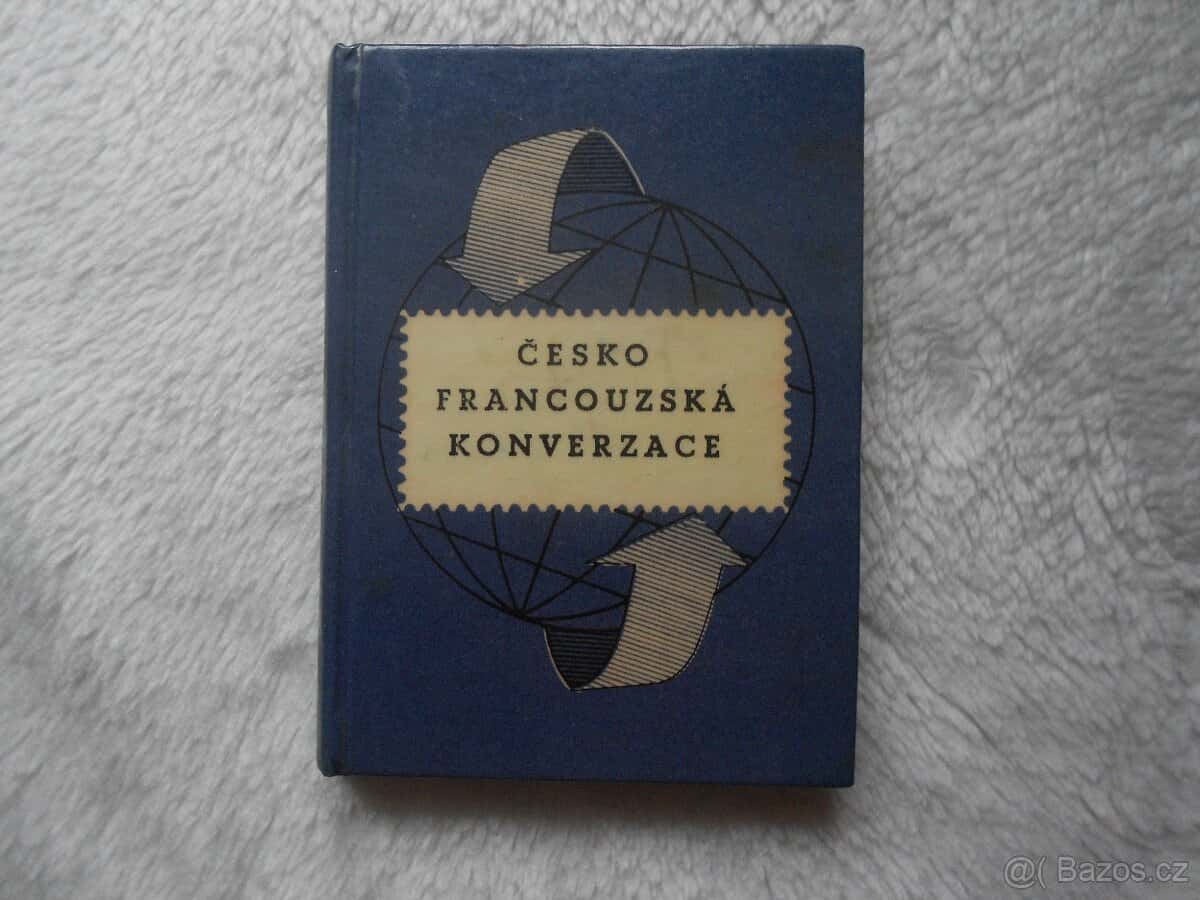 ČESKO
FRANCOUZSKÁ
KONVERZACE
@( Bazos.cz